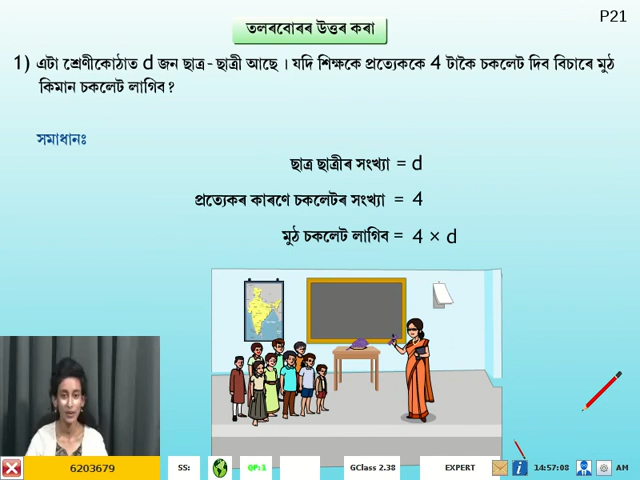 P21
তলৰবোৰৰ উত্তৰ কৰা
1) এটা শ্ৰেণীকোঠাত d জন ছাত্ৰ-ছাত্ৰী আছে । যদি শিক্ষকে প্ৰত্যেককে 4 টাকৈ চকলেট দিব বিচাৰে মুঠ
কিমান চকলেট লাগিব?
সমাধানঃ
ছাত্ৰ ছাত্ৰীৰ সংখ্যা = d
প্ৰত্যেকৰ কাৰণে চকলেটৰ সংখ্যা = 4
মুঠ চকলেট লাগিব = 4 × d
6203679 SS: QP:1 GClass 2.38 EXPERT 14:57:08 AM